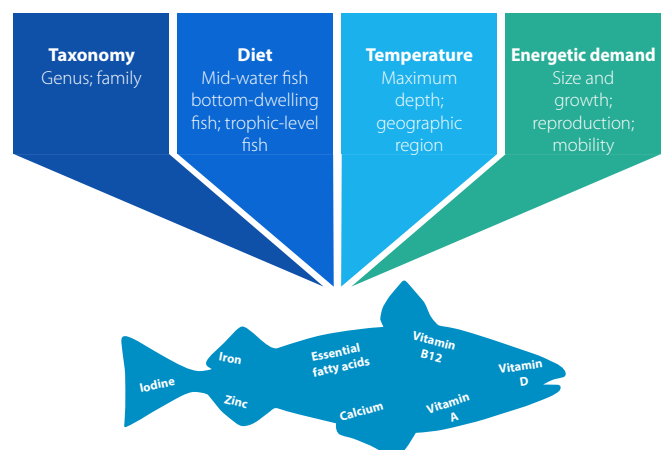 Taxonomy
Genus; family
Diet
Mid-water fish
bottom-dwelling
fish; trophic-level
fish
Temperature
Maximum
depth;
geographic
region
Energetic demand
Size and
growth;
reproduction;
mobility
Iodine
Iron
Zinc
Essential
fatty acids
Calcium
Vitamin
B12
Vitamin
A
Vitamin
D